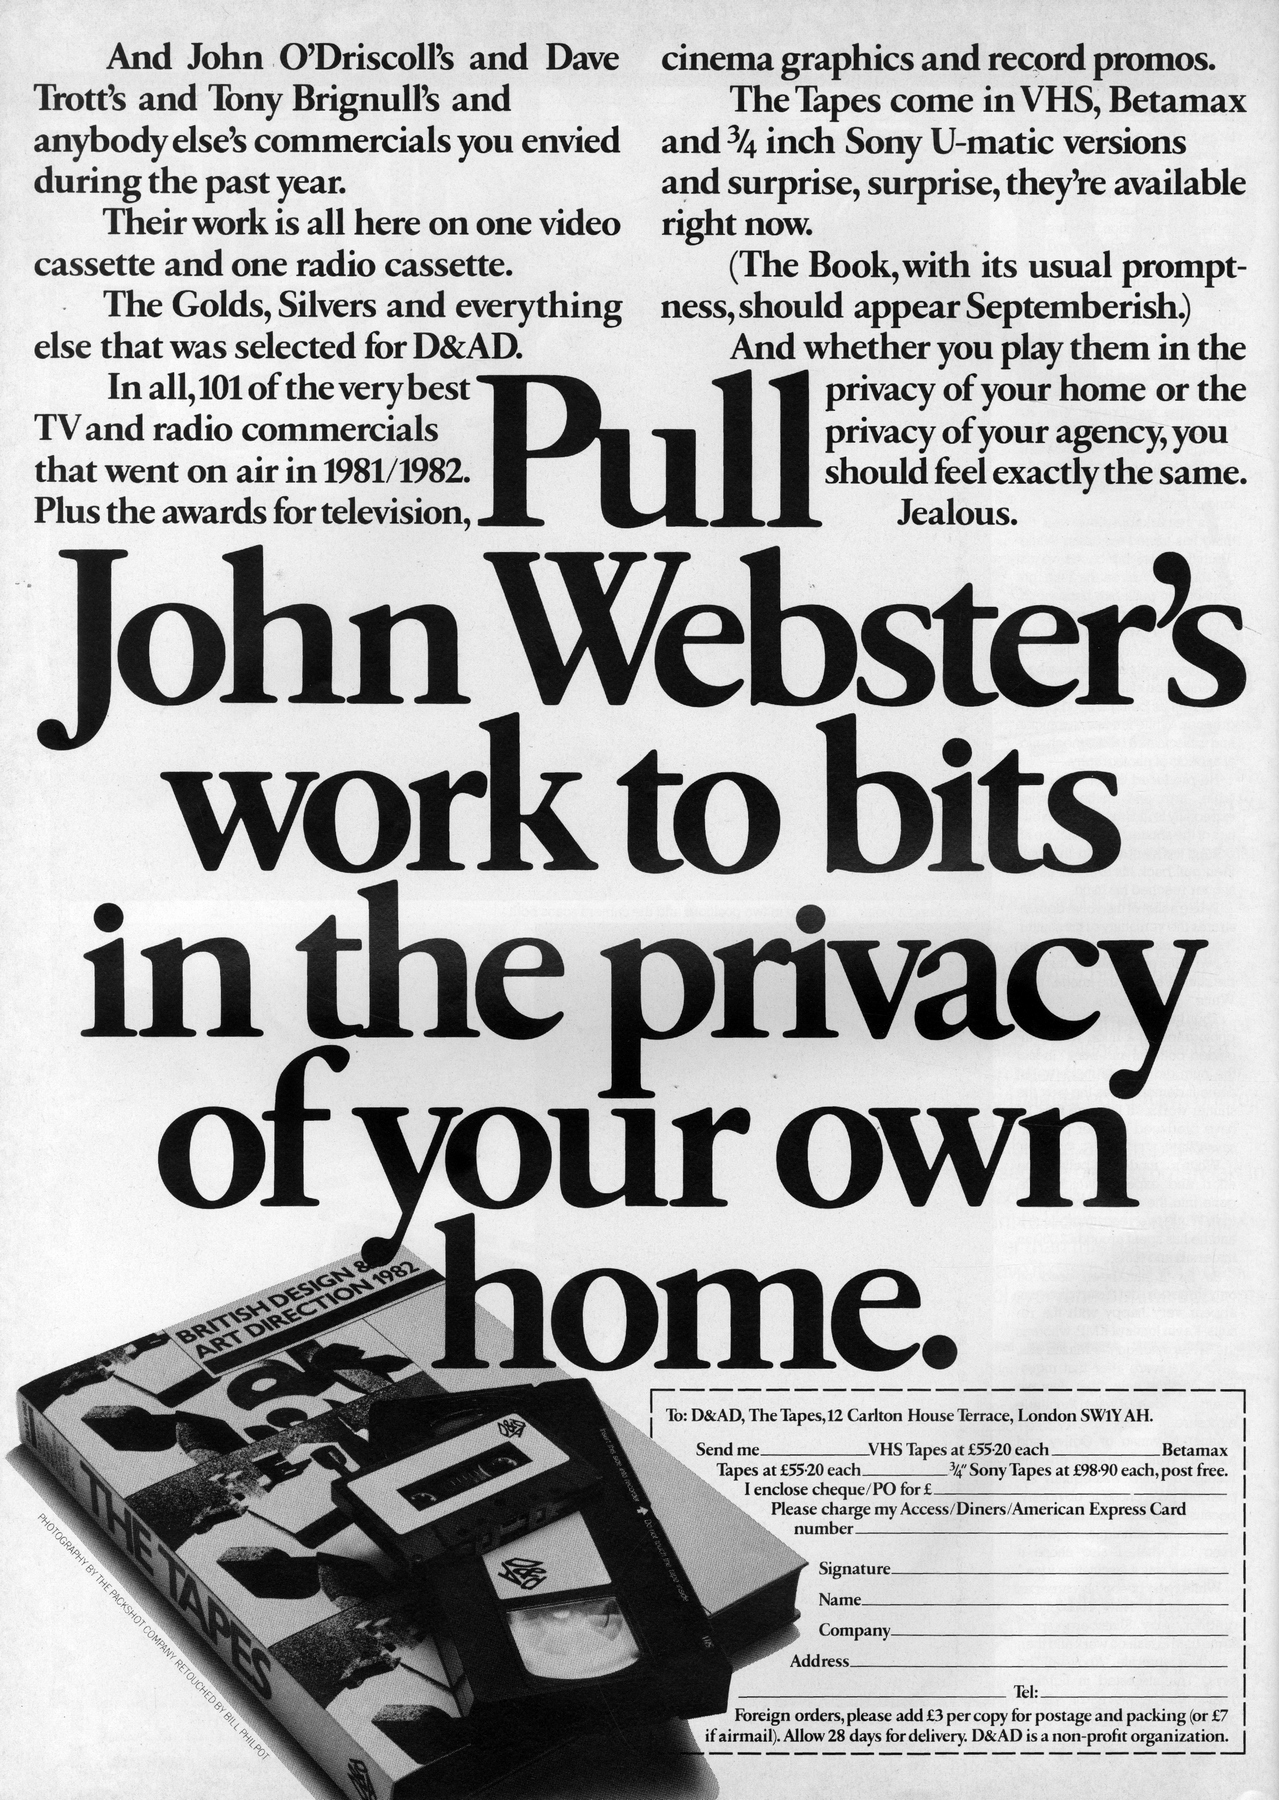 Pull
John Webster's
work to bits
in the privacy
of your own
home.
And John O'Driscoll's and Dave
Trott's and Tony Brignull's and
anybody else's commercials you envied
during the past year.
Their work is all here on one video
cassette and one radio cassette.
The Golds, Silvers and everything
else that was selected for D&AD.
In all, 101 of the very best
TV and radio commercials
that went on air in 1981/1982.
Plus the awards for television,
cinema graphics and record promos.
The Tapes come in VHS, Betamax
and ¾ inch Sony U-matic versions
and surprise, surprise, they're available
right now.
(The Book, with its usual prompt-
ness, should appear Septemberish.)
And whether you play them in the
privacy of your home or the
privacy of your agency, you
should feel exactly the same.
Jealous.
BRITISH DESIGN &
ART DIRECTION 1982
THE TAPES
D&AD
Do not touch the tape inside
VHS
PHOTOGRAPHY BY THE PACKSHOT COMPANY RETOUCHED BY BILL PHILPOT
To: D&AD, The Tapes, 12 Carlton House Terrace, London SW1Y AH.
Send me VHS Tapes at £55·20 each Betamax
Tapes at £55·20 each ¾" Sony Tapes at £98·90 each, post free.
I enclose cheque/PO for £
Please charge my Access/Diners/American Express Card
number
Signature
Name
Company
Address
Tel:
Foreign orders, please add £3 per copy for postage and packing (or £7
if airmail). Allow 28 days for delivery. D&AD is a non-profit organization.